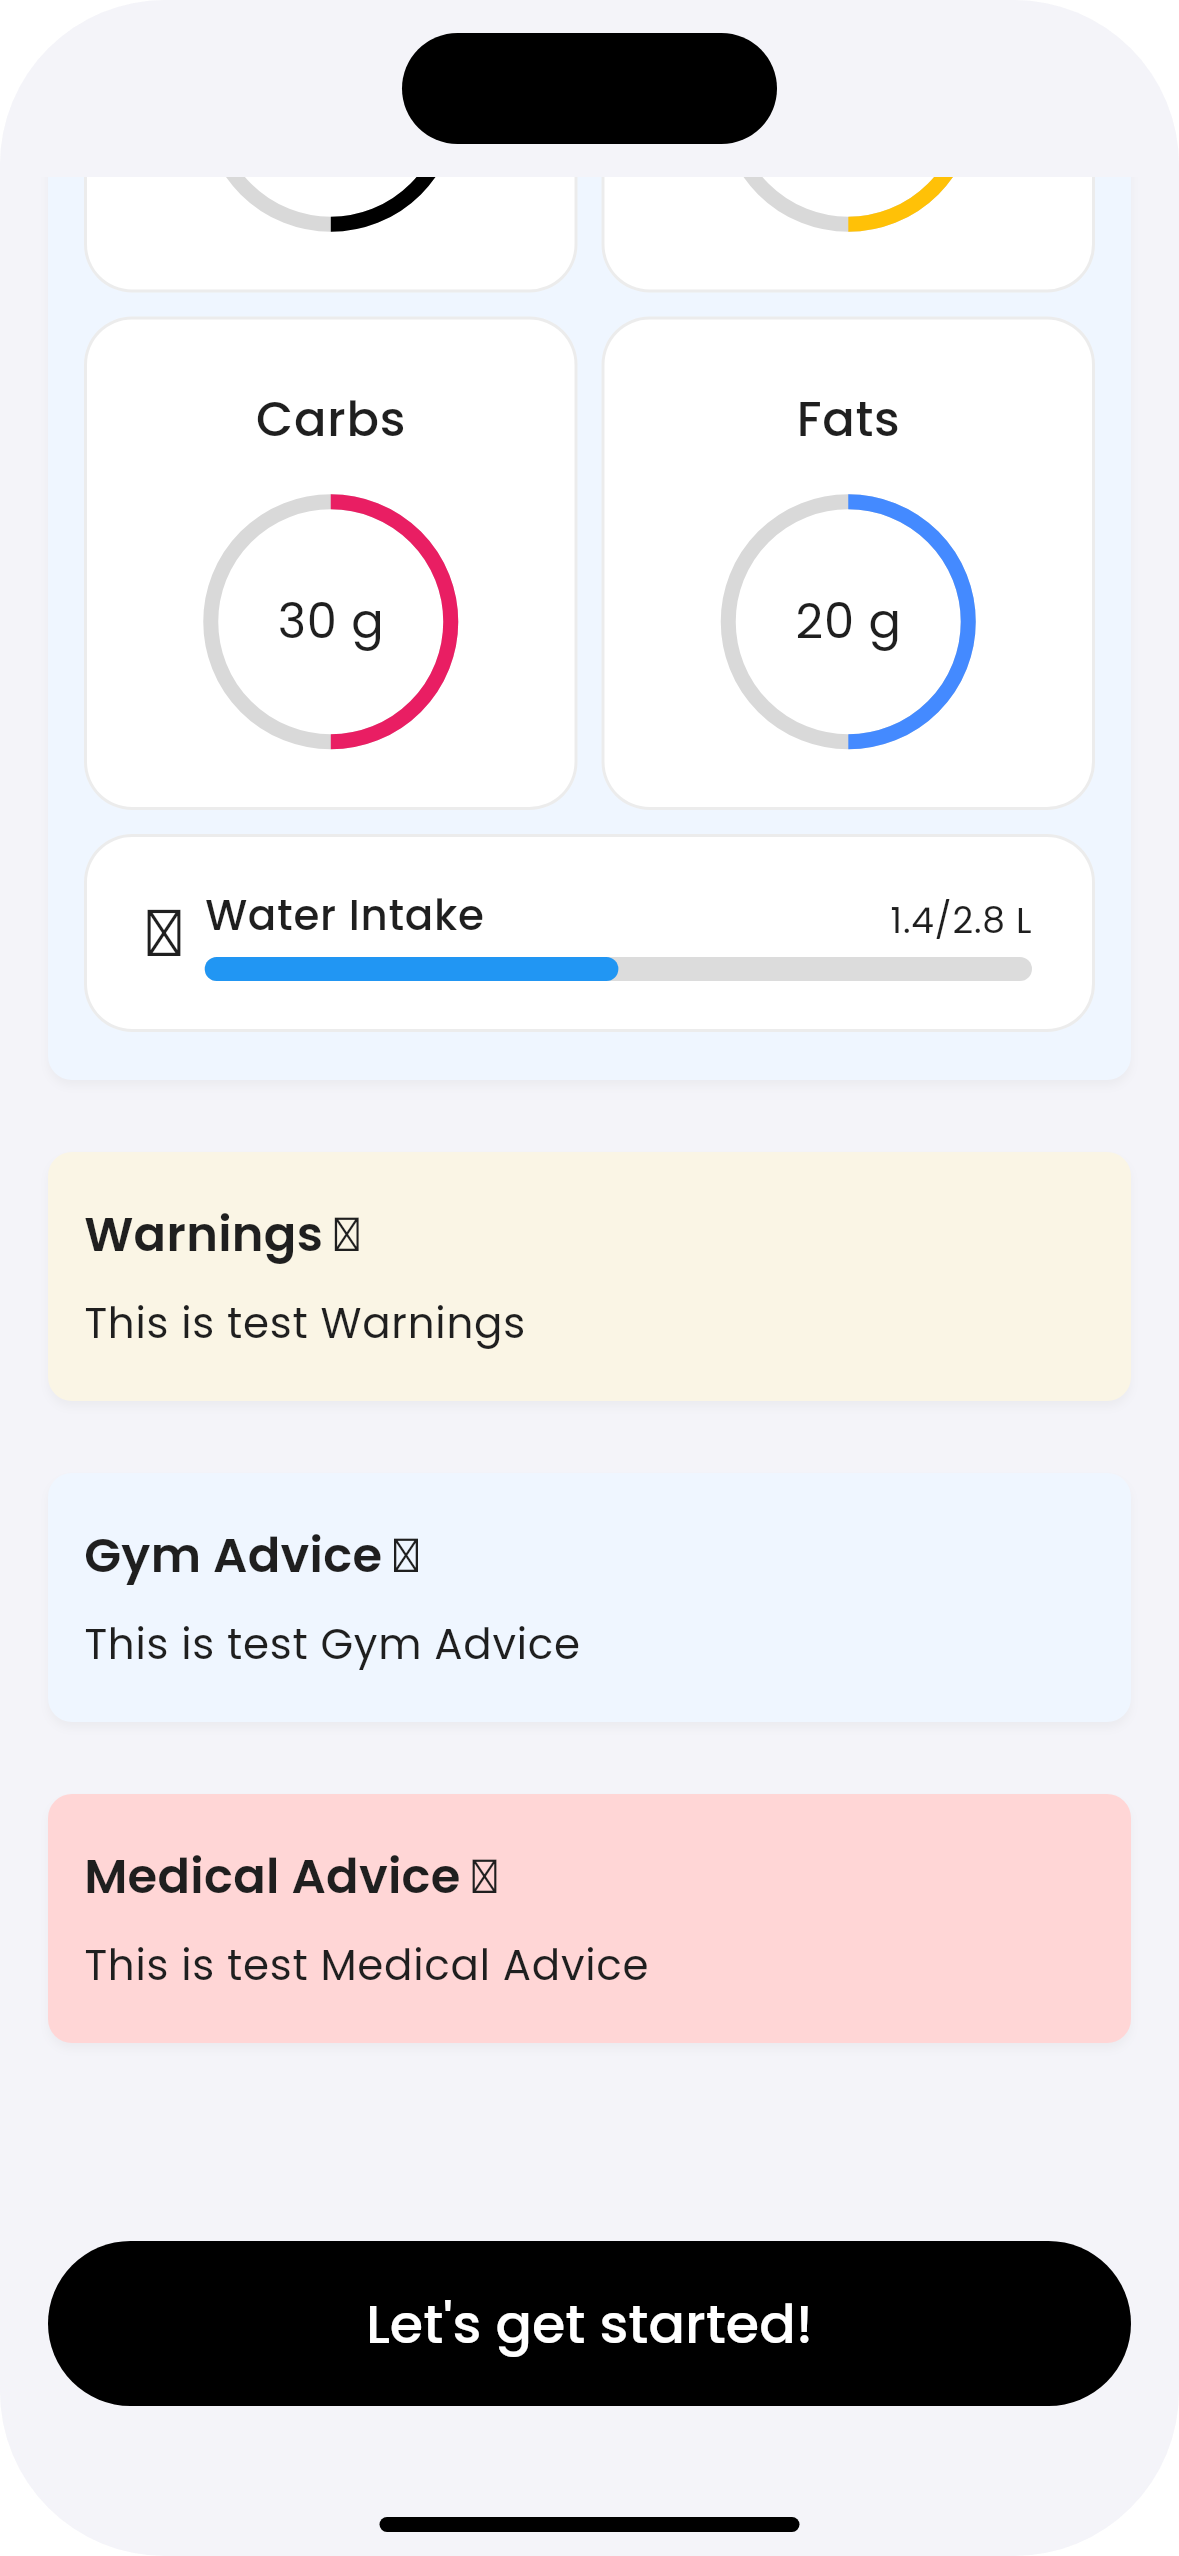 Carbs
Fats
30 g
20 g
Water Intake
1.4/2.8 L
Warnings
This is test Warnings
Gym Advice
This is test Gym Advice
Medical Advice
This is test Medical Advice
Let's get started!